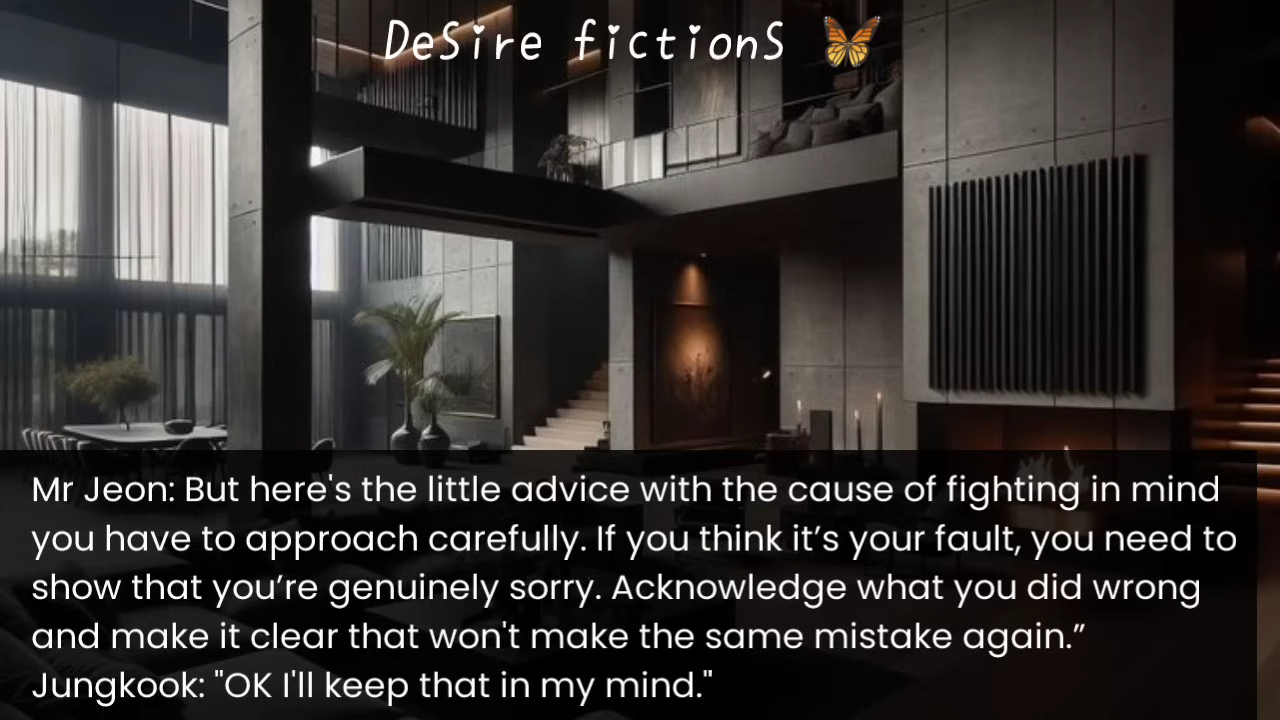 DeSire fictionS 🦋
Mr Jeon: But here's the little advice with the cause of fighting in mind
you have to approach carefully. If you think it’s your fault, you need to
show that you’re genuinely sorry. Acknowledge what you did wrong
and make it clear that won't make the same mistake again.”
Jungkook: "OK I'll keep that in my mind."